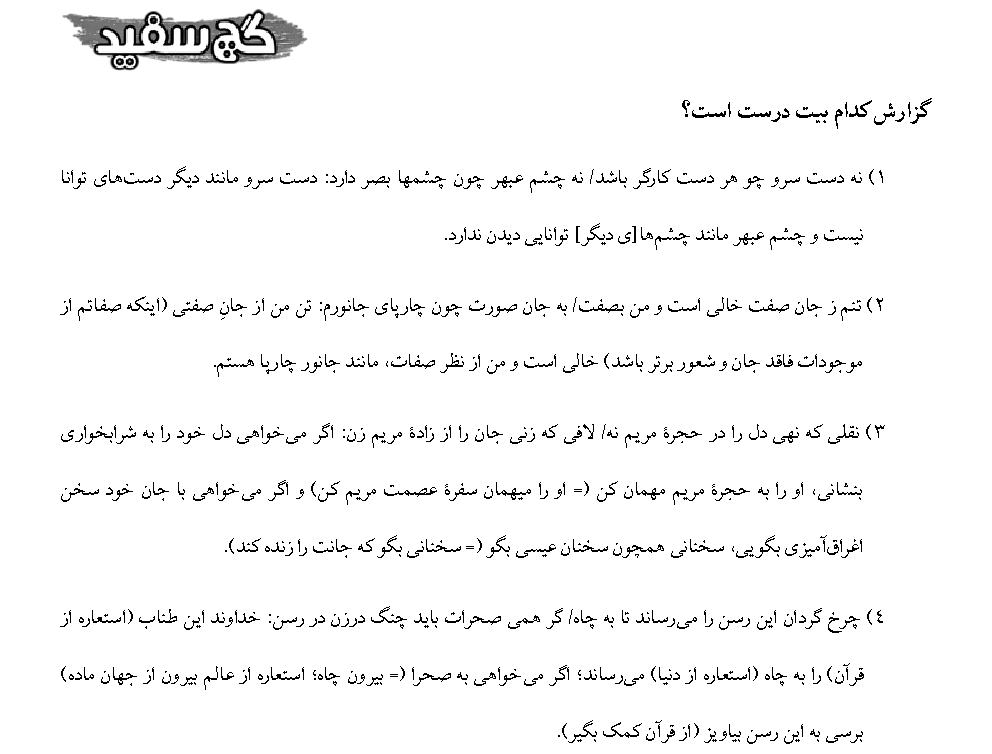 گچ سفید
گزارش کدام بیت درست است؟
۱) نه دست سرو چو هر دست کارگر باشد/ نه چشم عبهر چون چشمها بصر دارد: دست سرو مانند دیگر دست‌های توانا
نیست و چشم عبهر مانند چشم‌ها[ی دیگر] توانایی دیدن ندارد.
۲) تنم ز جان صفت خالی است و من بصفت/ به جان صورت چون چارپای جانورم: تن من از جانِ صفتی (اینکه صفاتم از
موجودات فاقد جان و شعور برتر باشد) خالی است و من از نظر صفات، مانند جانور چارپا هستم.
۳) نقلی که نهی دل را در حجرۀ مریم نه/ لافی که زنی جان را از زادۀ مریم زن: اگر می‌خواهی دل خود را به شرابخواری
بنشانی، او را به حجرۀ مریم مهمان کن (= او را میهمان سفرۀ عصمت مریم کن) و اگر می‌خواهی با جان خود سخن
اغراق‌آمیزی بگویی، سخنانی همچون سخنان عیسی بگو (= سخنانی بگو که جانت را زنده کند).
٤) چرخ گردان این رسن را می‌رساند تا به چاه/ گر همی صحرات باید چنگ درزن در رسن: خداوند این طناب (استعاره از
قرآن) را به چاه (استعاره از دنیا) می‌رساند؛ اگر می‌خواهی به صحرا (= بیرون چاه؛ استعاره از عالم بیرون از جهان ماده)
برسی به این رسن بیاویز (از قرآن کمک بگیر).